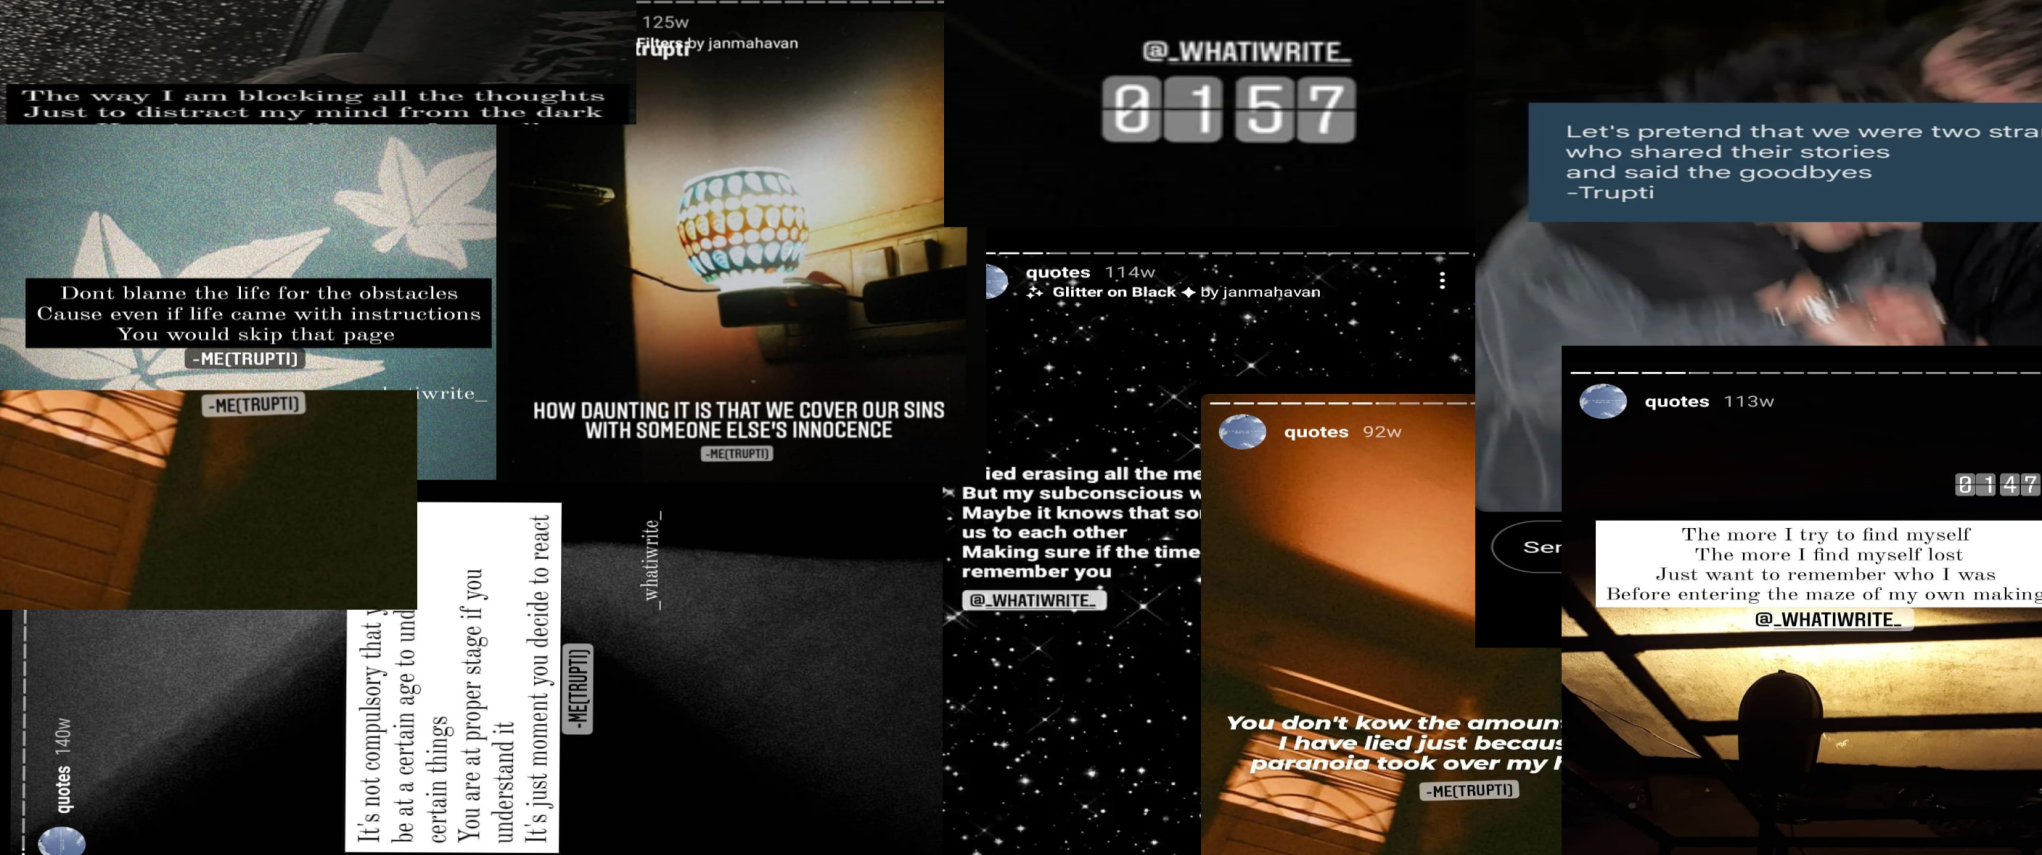 The way I am blocking all the thoughts
Just to distract my mind from the dark
125w
Filters by janmahavan
trupti
@_WHATIWRITE_
0157
Let's pretend that we were two stra
who shared their stories
and said the goodbyes
-Trupti
Dont blame the life for the obstacles
Cause even if life came with instructions
You would skip that page
-ME(TRUPTI)
iwrite_
-ME(TRUPTI)
HOW DAUNTING IT IS THAT WE COVER OUR SINS
WITH SOMEONE ELSE'S INNOCENCE
-ME(TRUPTI)
quotes 114w
Glitter on Black by janmahavan
ied erasing all the me
But my subconscious w
Maybe it knows that so
us to each other
Making sure if the time
remember you
@_WHATIWRITE_
quotes 92w
You don't kow the amoun
I have lied just becaus
paranoia took over my h
-ME(TRUPTI)
Sen
quotes 113w
0147
The more I try to find myself
The more I find myself lost
Just want to remember who I was
Before entering the maze of my own making
@_WHATIWRITE_
quotes 140w
It's not compulsory that y
be at a certain age to und
certain things
You are at proper stage if you
understand it
It's just moment you decide to react
-ME(TRUPTI)
_whatiwrite_